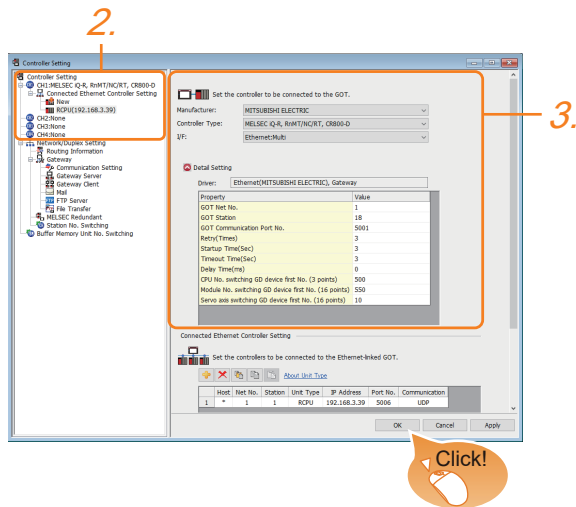 2.
Controller Setting
Controller Setting
CH1:MELSEC iQ-R, RnMT/NC/RT, CR800-D
Connected Ethernet Controller Setting
New
RCPU(192.168.3.39)
CH2:None
CH3:None
CH4:None
Network/Duplex Setting
Routing Information
Gateway
Communication Setting
Gateway Server
Gateway Client
Mail
FTP Server
File Transfer
MELSEC Redundant
Station No. Switching
Buffer Memory Unit No. Switching
Set the controller to be connected to the GOT.
Manufacturer: MITSUBISHI ELECTRIC
Controller Type: MELSEC iQ-R, RnMT/NC/RT, CR800-D
I/F: Ethernet:Multi
3.
Detail Setting
Driver: Ethernet(MITSUBISHI ELECTRIC), Gateway
Property Value
GOT Net No. 1
GOT Station 18
GOT Communication Port No. 5001
Retry(Times) 3
Startup Time(Sec) 3
Timeout Time(Sec) 3
Delay Time(ms) 0
CPU No. switching GD device first No. (3 points) 500
Module No. switching GD device first No. (16 points) 550
Servo axis switching GD device first No. (16 points) 10
Connected Ethernet Controller Setting
Set the controllers to be connected to the Ethernet-linked GOT.
About Unit Type
Host Net No. Station Unit Type IP Address Port No. Communication
1 * 1 1 RCPU 192.168.3.39 5006 UDP
OK Cancel Apply
Click!